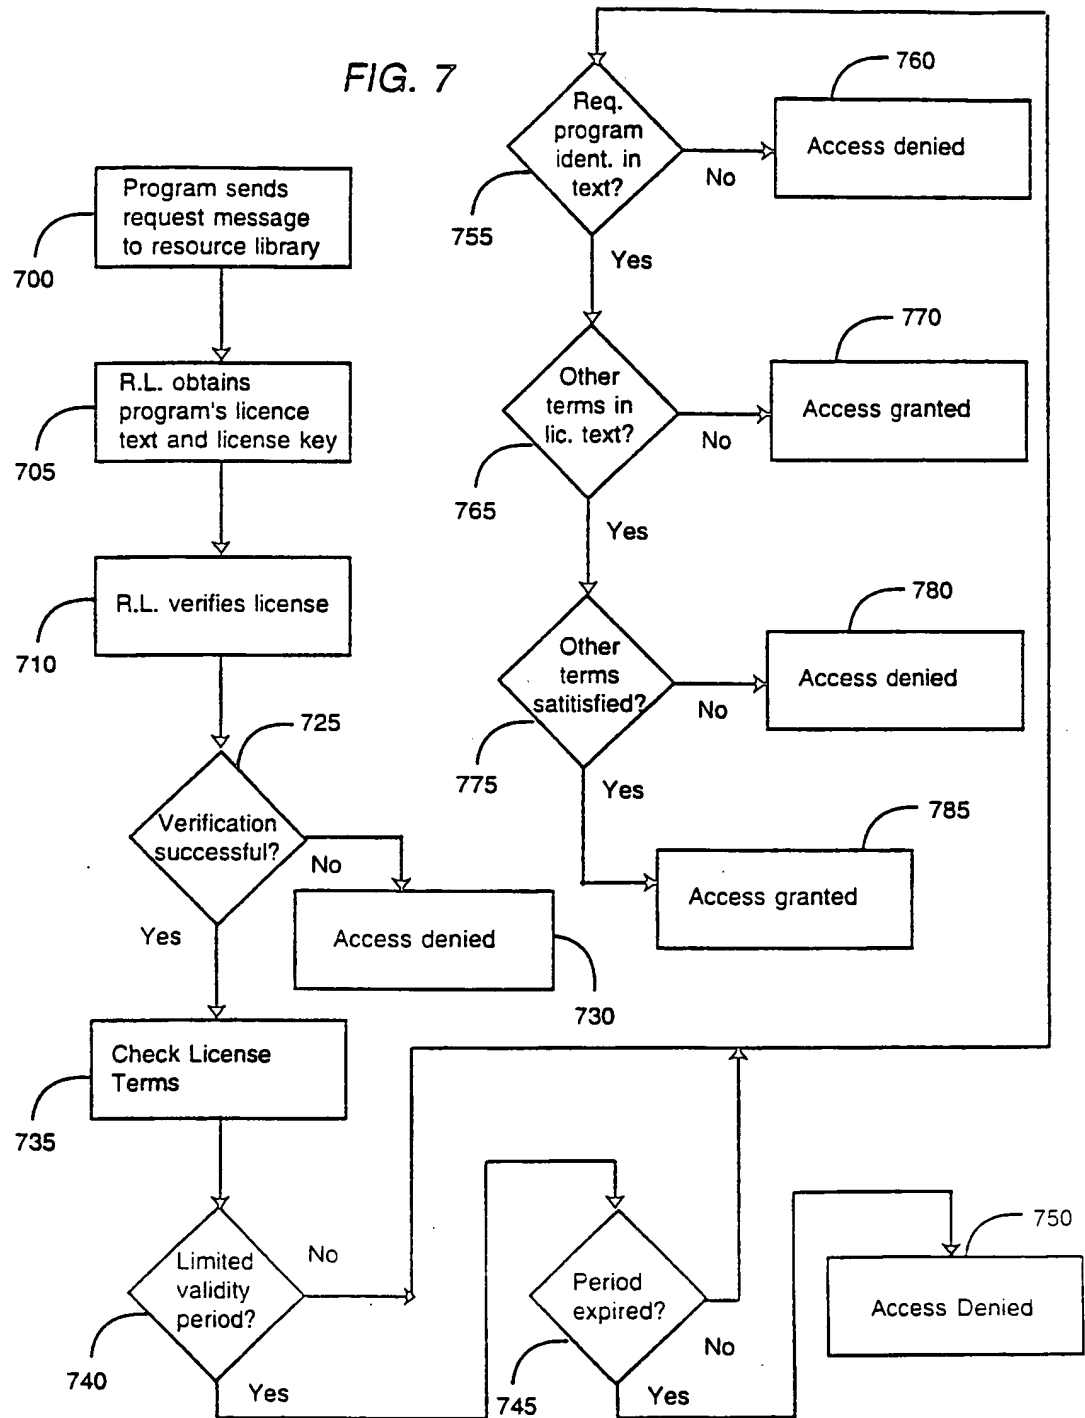 FIG. 7
Program sends
request message
to resource library
700
R.L. obtains
program's licence
text and license key
705
R.L. verifies license
710
725
Verification
successful?
No
Yes
Access denied
730
Check License
Terms
735
Limited
validity
period?
No
740
Yes
Period
expired?
No
745
Yes
750
Access Denied
Req.
program
ident. in
text?
No
755
Yes
760
Access denied
Other
terms in
lic. text?
No
765
Yes
770
Access granted
Other
terms
satitisfied?
No
775
Yes
780
Access denied
785
Access granted